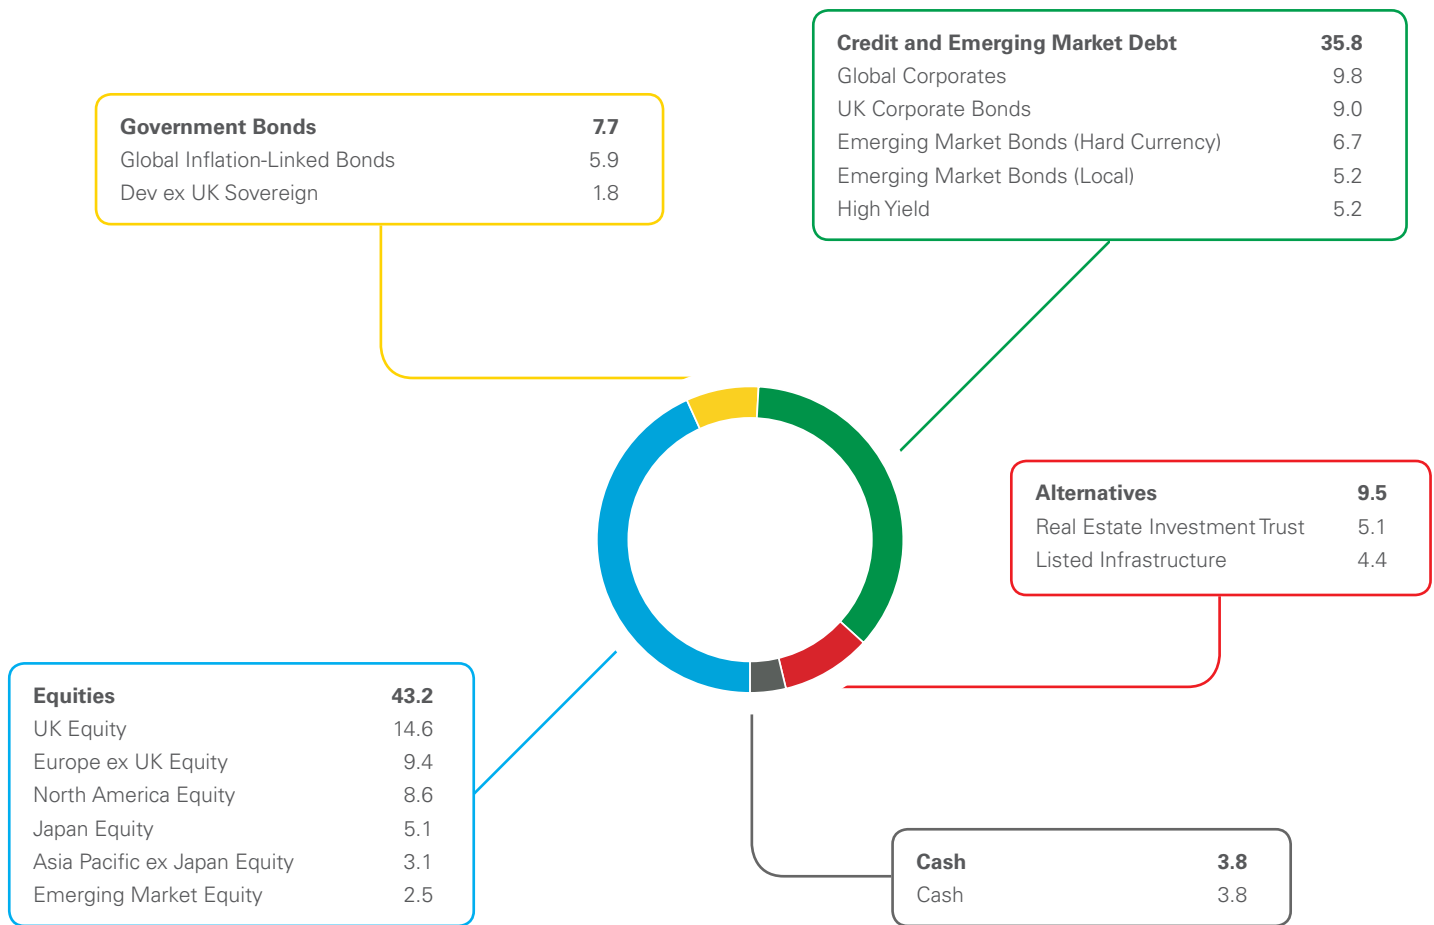 Credit and Emerging Market Debt 35.8
Global Corporates 9.8
UK Corporate Bonds 9.0
Emerging Market Bonds (Hard Currency) 6.7
Emerging Market Bonds (Local) 5.2
High Yield 5.2
Government Bonds 7.7
Global Inflation-Linked Bonds 5.9
Dev ex UK Sovereign 1.8
Alternatives 9.5
Real Estate Investment Trust 5.1
Listed Infrastructure 4.4
Equities 43.2
UK Equity 14.6
Europe ex UK Equity 9.4
North America Equity 8.6
Japan Equity 5.1
Asia Pacific ex Japan Equity 3.1
Emerging Market Equity 2.5
Cash 3.8
Cash 3.8